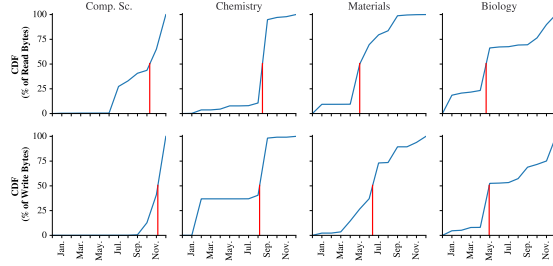 Comp. Sc. Chemistry Materials Biology
CDF
(% of Read Bytes)
100
75
50
25
0
CDF
(% of Write Bytes)
100
75
50
25
0
Jan. Mar. May. Jul. Sep. Nov. Jan. Mar. May. Jul. Sep. Nov. Jan. Mar. May. Jul. Sep. Nov. Jan. Mar. May. Jul. Sep. Nov.